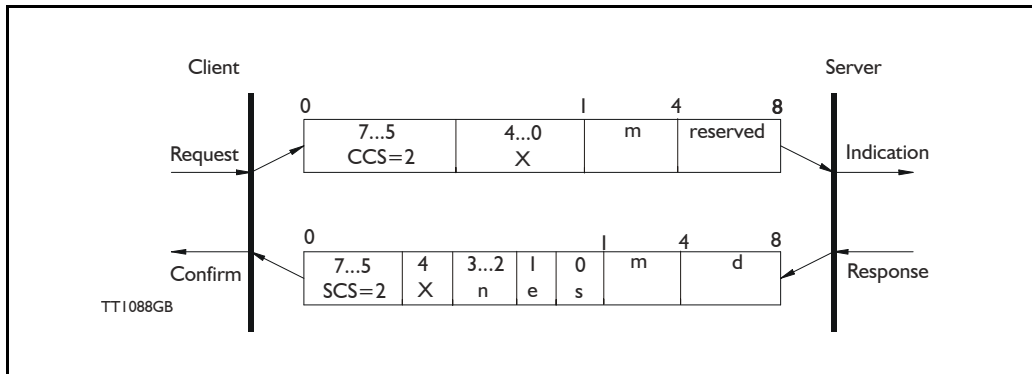 Client Server
0 1 4 8
7...5 4...0 m reserved
CCS=2 X
Request Indication
0 1 4 8
7...5 4 3...2 1 0 m d
SCS=2 X n e s
Confirm Response
TT1088GB